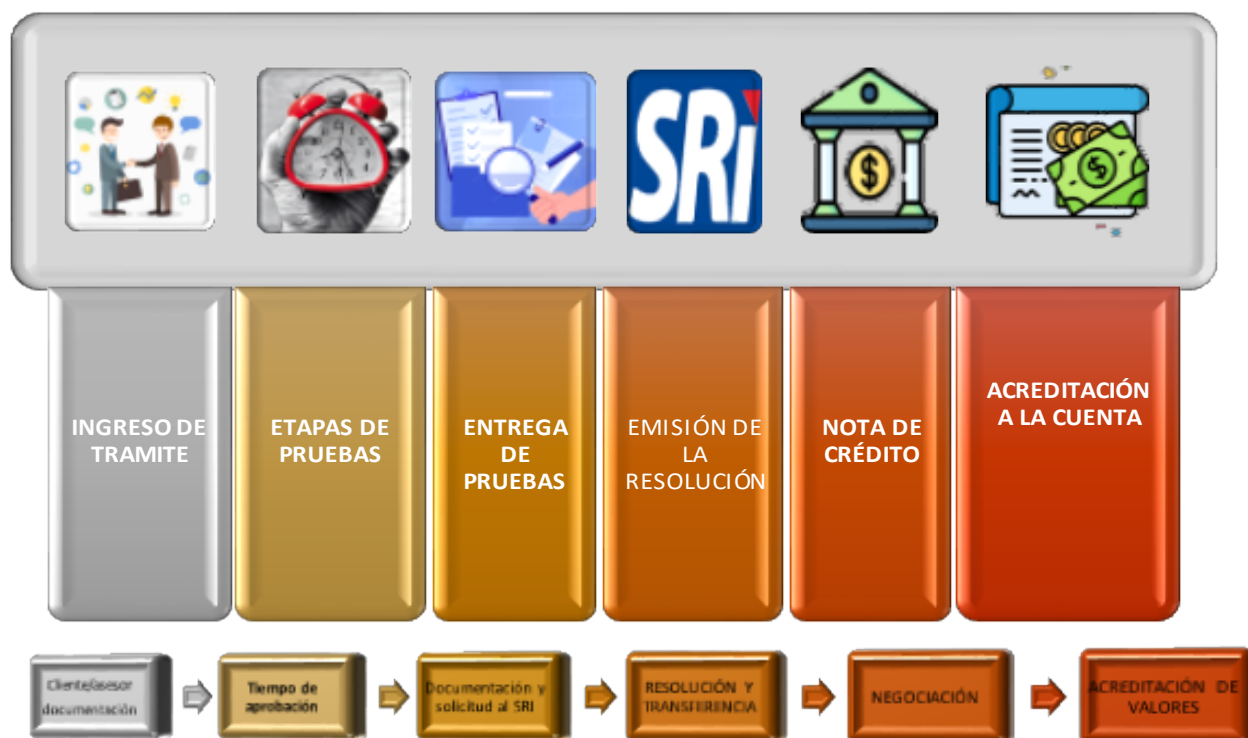 SRi
INGRESO DE
TRAMITE
ETAPAS DE
PRUEBAS
ENTREGA
DE
PRUEBAS
EMISIÓN DE
LA
RESOLUCIÓN
NOTA DE
CRÉDITO
ACREDITACIÓN
A LA CUENTA
Cliente/asesor
documentación
Tiempo de
aprobación
Documentación y
solicitud al SRI
RESOLUCIÓN Y
TRANSFERENCIA
NEGOCIACIÓN
ACREDITACIÓN DE
VALORES